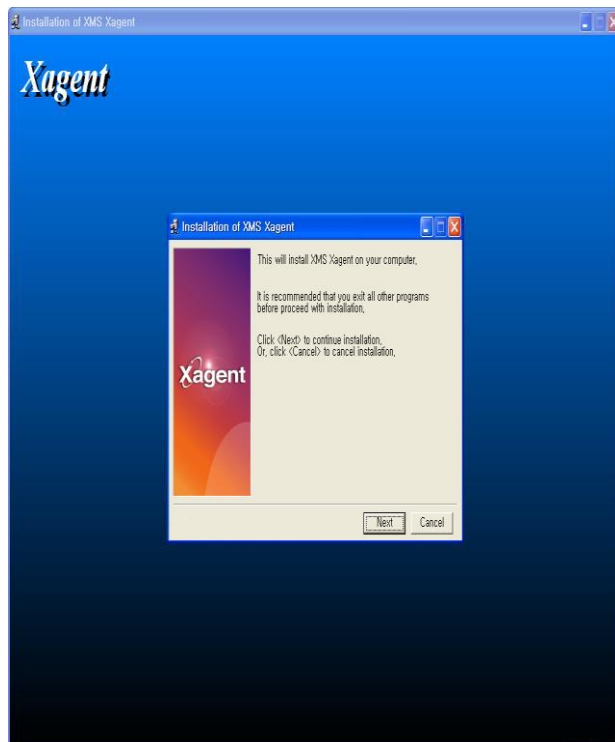 Installation of XMS Xagent
Xagent
Installation of XMS Xagent
This will install XMS Xagent on your computer,
It is recommended that you exit all other programs
before proceed with installation,
Click <Next> to continue installation,
Or, click <Cancel> to cancel installation,
Xagent
Next
Cancel